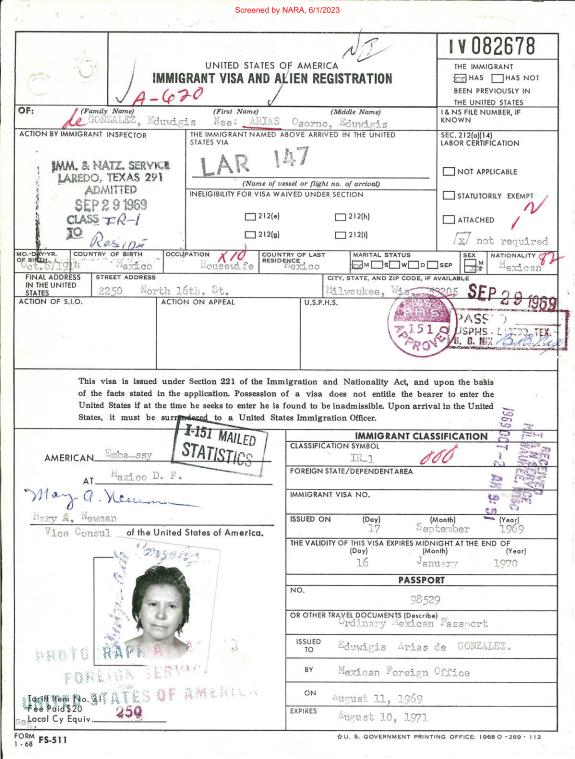 Screened by NARA, 6/1/2023
IV 082678
UNITED STATES OF AMERICA
IMMIGRANT VISA AND ALIEN REGISTRATION
A-620
THE IMMIGRANT
HAS HAS NOT
BEEN PREVIOUSLY IN
THE UNITED STATES
OF: (Family Name) (First Name) (Middle Name)
de GONZALEZ, Eduwigis Nee: ARIAS Osorno, Eduwigis
I & NS FILE NUMBER, IF
KNOWN
ACTION BY IMMIGRANT INSPECTOR
IMM. & NATZ. SERVICE
LAREDO, TEXAS 291
ADMITTED
SEP 29 1969
CLASS IR-1
TO
THE IMMIGRANT NAMED ABOVE ARRIVED IN THE UNITED
STATES VIA
LAR 147
(Name of vessel or flight no. of arrival)
INELIGIBILITY FOR VISA WAIVED UNDER SECTION
212(e) 212(h)
212(g) 212(i)
SEC. 212(a)(14)
LABOR CERTIFICATION
NOT APPLICABLE
STATUTORILY EXEMPT
ATTACHED
x not required
MO.-DAY-YR.
OF BIRTH
COUNTRY OF BIRTH
Mexico
OCCUPATION
Housewife
X10
COUNTRY OF LAST
RESIDENCE
Mexico
MARITAL STATUS
M S W D SEP
SEX
M
NATIONALITY
Mexican
FINAL ADDRESS
IN THE UNITED
STATES
STREET ADDRESS
2250 North 16th. St.
CITY, STATE, AND ZIP CODE, IF AVAILABLE
Milwaukee, Wis.
SEP 29 1969
ACTION OF S.I.O.
ACTION ON APPEAL
U.S.P.H.S.
151
APPROVED
USPHS - LAREDO, TEX.
This visa is issued under Section 221 of the Immigration and Nationality Act, and upon the basis
of the facts stated in the application. Possession of a visa does not entitle the bearer to enter the
United States if at the time he seeks to enter he is found to be inadmissible. Upon arrival in the United
States, it must be surrendered to a United States Immigration Officer.
I-151 MAILED
STATISTICS
AMERICAN Embassy
AT Mexico D. F.
Mary A. Newman
Mary A. Newman
Vice Consul of the United States of America.
IMMIGRANT CLASSIFICATION
CLASSIFICATION SYMBOL
IR-1
FOREIGN STATE/DEPENDENT AREA
IMMIGRANT VISA NO.
ISSUED ON (Day) (Month) (Year)
17 September 1969
THE VALIDITY OF THIS VISA EXPIRES MIDNIGHT AT THE END OF
(Day) (Month) (Year)
16 January 1970
RECEIVED
1969 OCT -2 AM 9:51
PASSPORT
NO.
98529
OR OTHER TRAVEL DOCUMENTS (Describe)
Ordinary Mexican Passport
ISSUED
TO
Eduwigis Arias de GONZALEZ.
BY Mexican Foreign Office
ON August 11, 1969
EXPIRES August 10, 1971
FOREIGN SERVICE
UNITED STATES OF AMERICA
Tariff Item No. 21
Fee Paid $20
Local Cy Equiv. 250
FORM
1-68 FS-511
☆ U. S. GOVERNMENT PRINTING OFFICE: 1968 O - 289 - 112